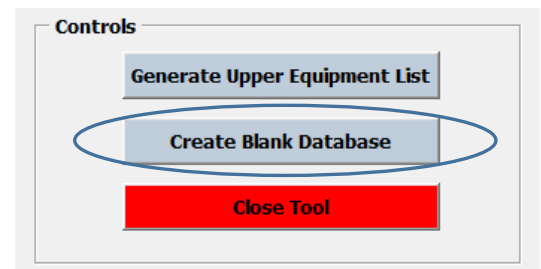 Controls
Generate Upper Equipment List
Create Blank Database
Close Tool